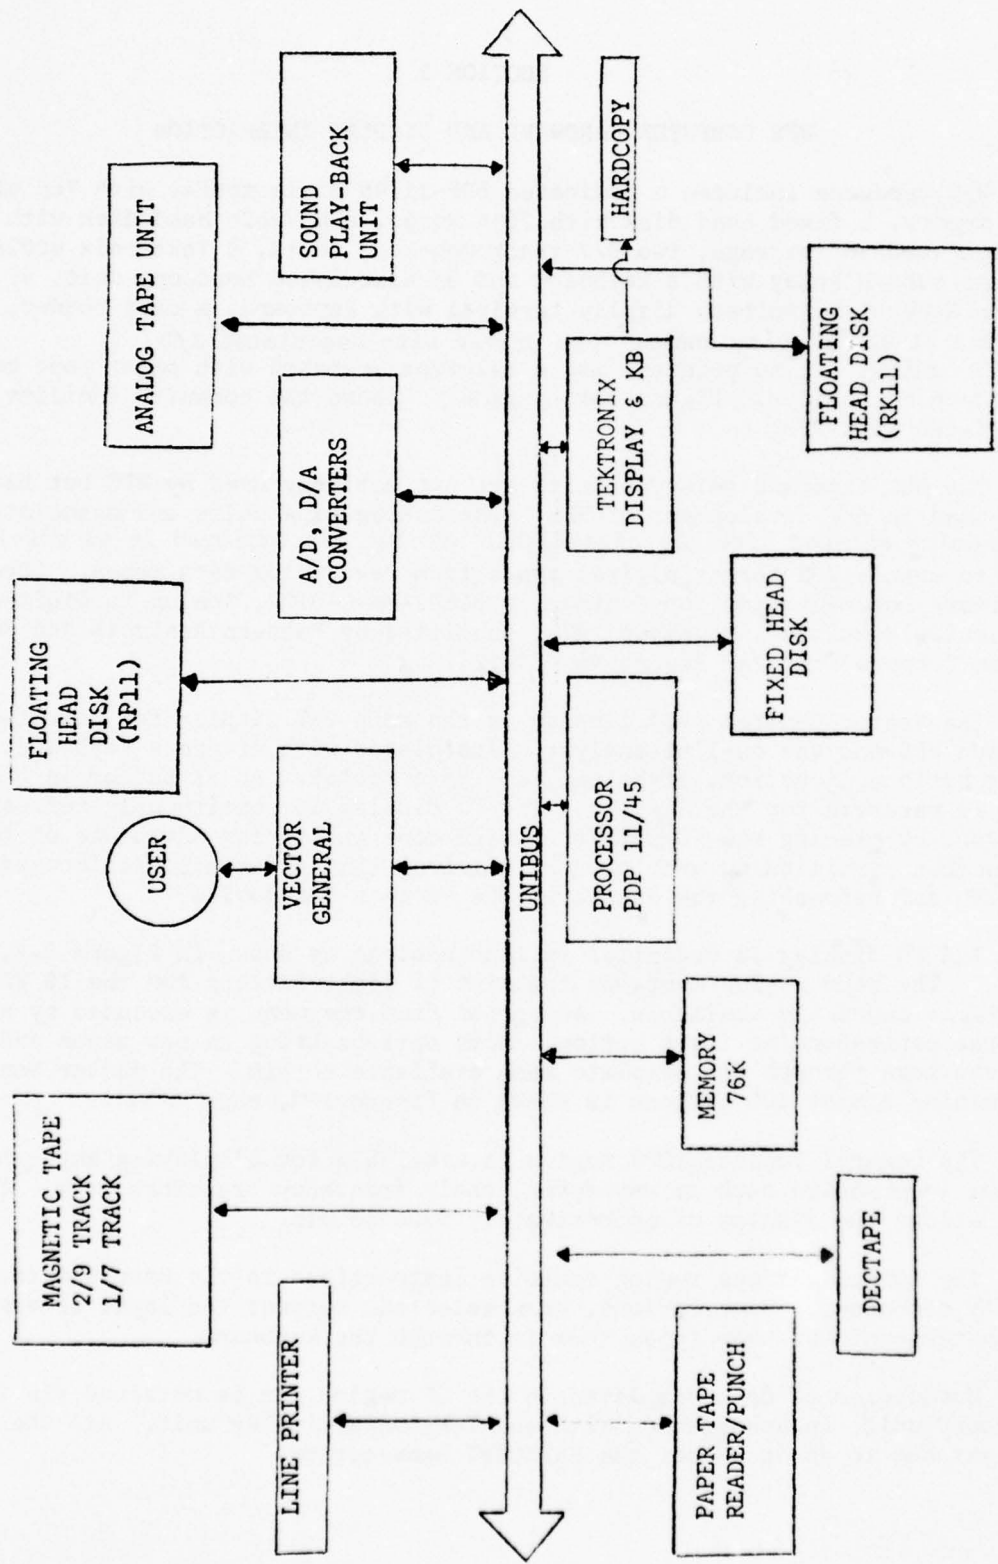 MAGNETIC TAPE
2/9 TRACK
1/7 TRACK
FLOATING
HEAD
DISK
(RP11)
ANALOG TAPE UNIT
LINE PRINTER
USER
VECTOR
GENERAL
A/D, D/A
CONVERTERS
SOUND
PLAY-BACK
UNIT
UNIBUS
PAPER TAPE
READER/PUNCH
DECTAPE
MEMORY
76K
PROCESSOR
PDP 11/45
FIXED HEAD
DISK
TEKTRONIX
DISPLAY & KB
HARDCOPY
FLOATING
HEAD DISK
(RK11)